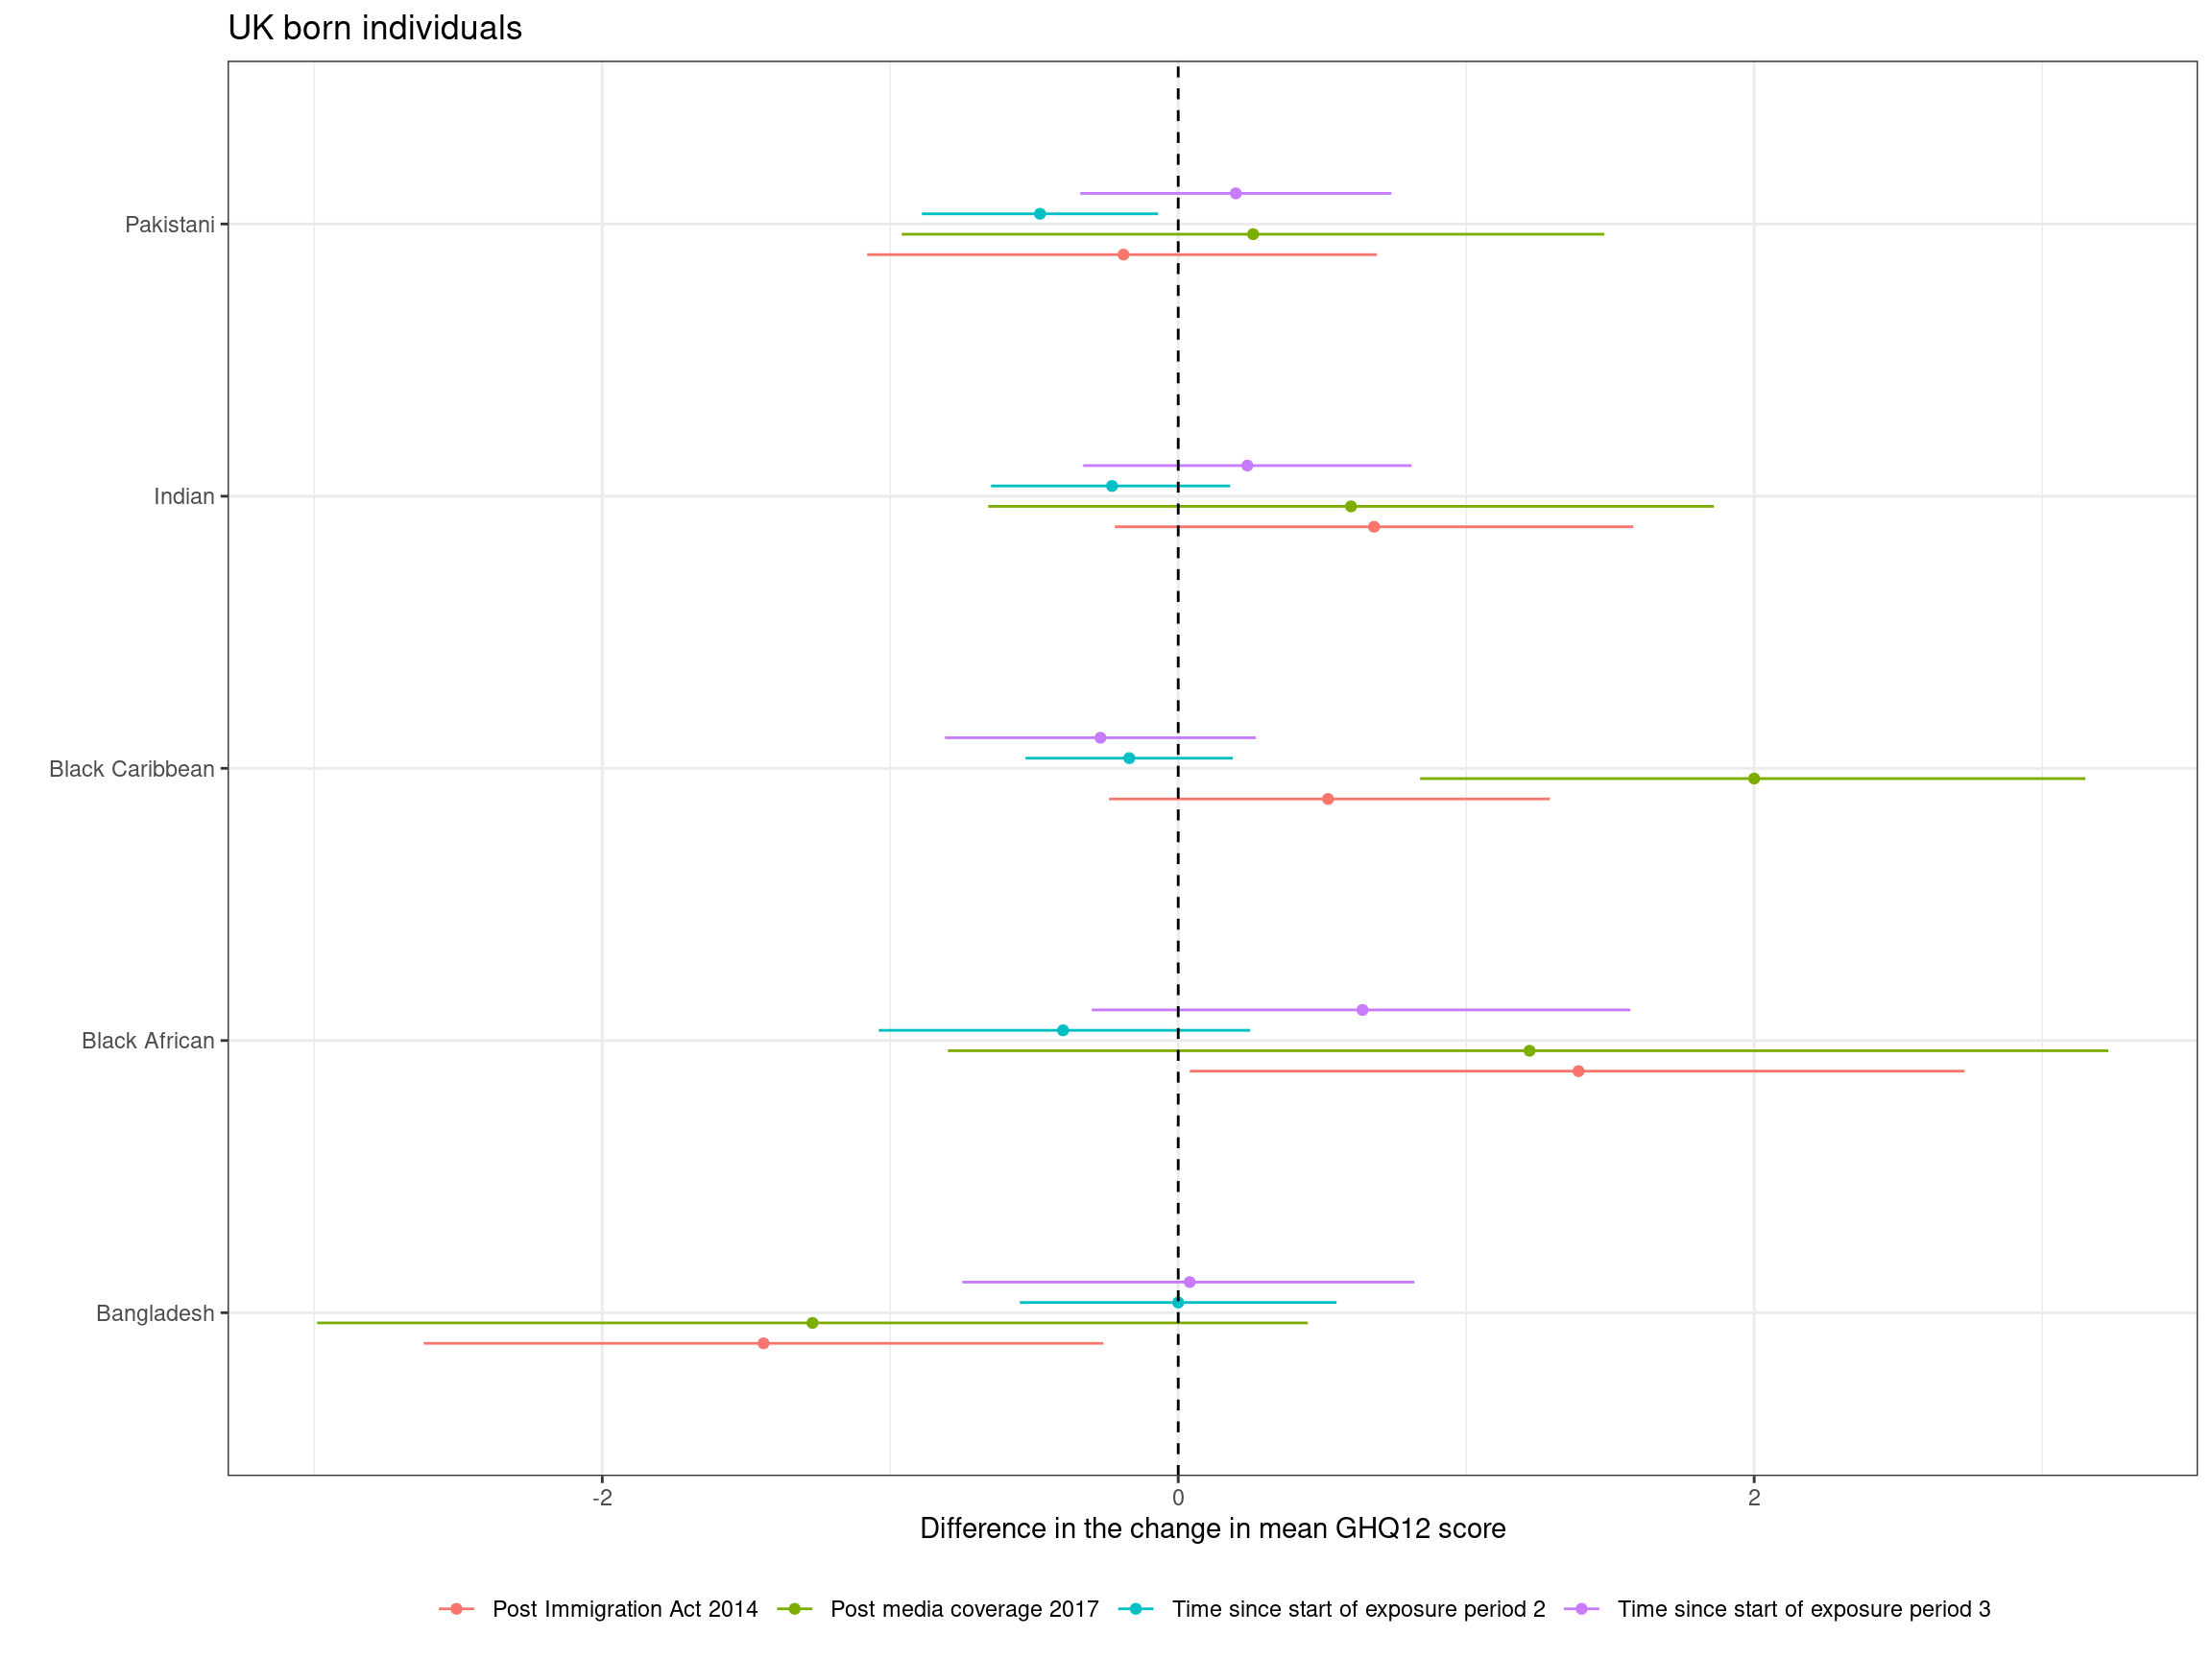 UK born individuals
Pakistani
Indian
Black Caribbean
Black African
Bangladesh
-2 0 2
Difference in the change in mean GHQ12 score
Post Immigration Act 2014 Post media coverage 2017 Time since start of exposure period 2 Time since start of exposure period 3